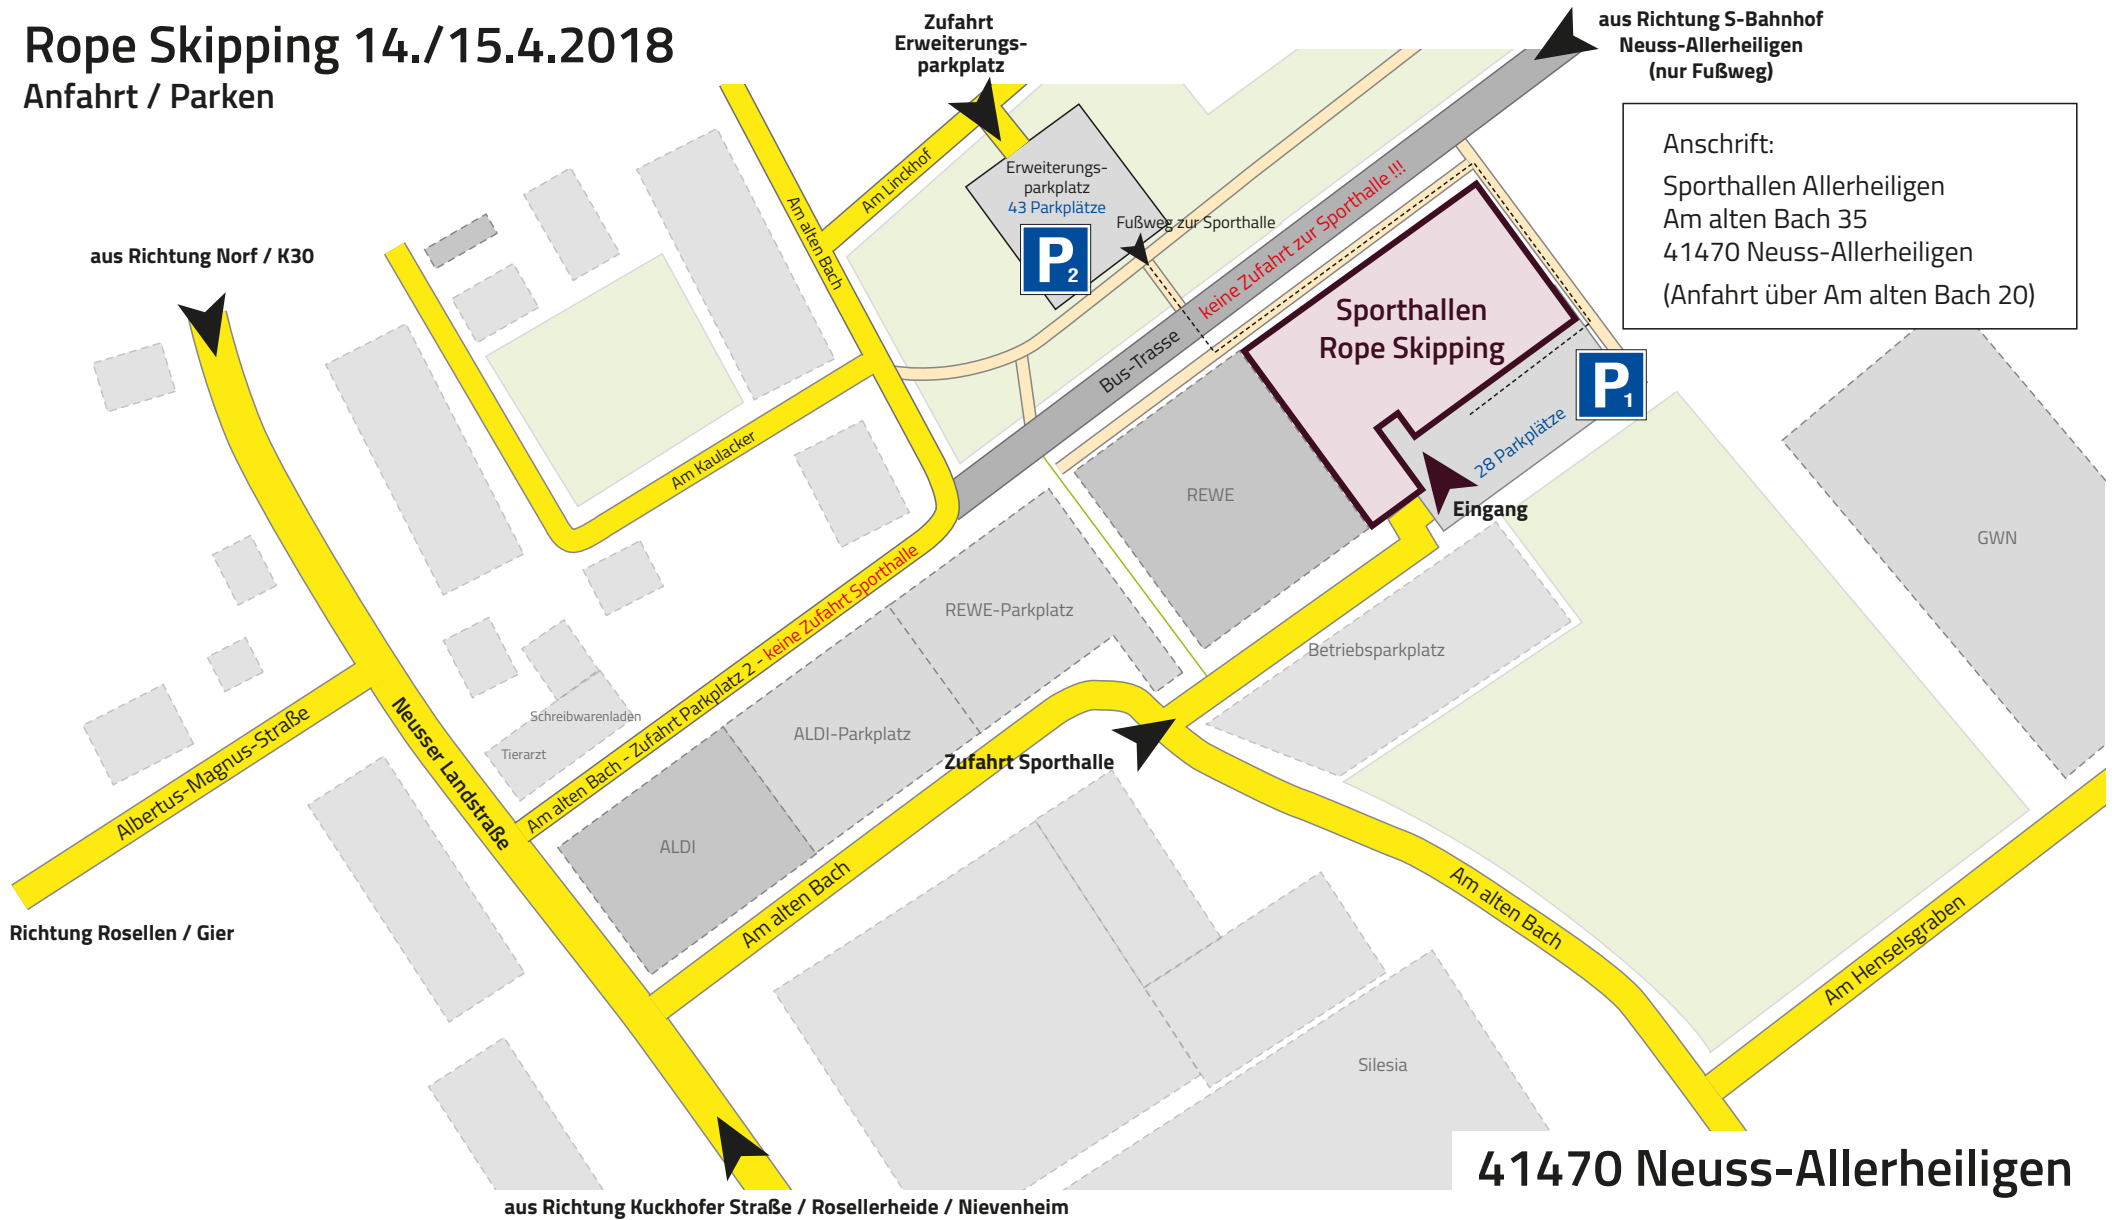 Rope Skipping 14./15.4.2018
Anfahrt / Parken
Zufahrt
Erweiterungs-
parkplatz
aus Richtung S-Bahnhof
Neuss-Allerheiligen
(nur Fußweg)
Anschrift:
Sporthallen Allerheiligen
Am alten Bach 35
41470 Neuss-Allerheiligen
(Anfahrt über Am alten Bach 20)
aus Richtung Norf / K30
Am alten Bach
Am Linckhof
Erweiterungs-
parkplatz
43 Parkplätze
P2
Fußweg zur Sporthalle
Bus-Trasse
keine Zufahrt zur Sporthalle !!!
Sporthallen
Rope Skipping
P1
28 Parkplätze
Eingang
Am Kaulacker
REWE
GWN
REWE-Parkplatz
Betriebsparkplatz
Am alten Bach - Zufahrt Parkplatz 2 - keine Zufahrt Sporthalle
Schreibwarenladen
Tierarzt
ALDI-Parkplatz
Zufahrt Sporthalle
Albertus-Magnus-Straße
Neusser Landstraße
ALDI
Am alten Bach
Am alten Bach
Am Henselsgraben
Richtung Rosellen / Gier
Silesia
41470 Neuss-Allerheiligen
aus Richtung Kuckhofer Straße / Rosellerheide / Nievenheim